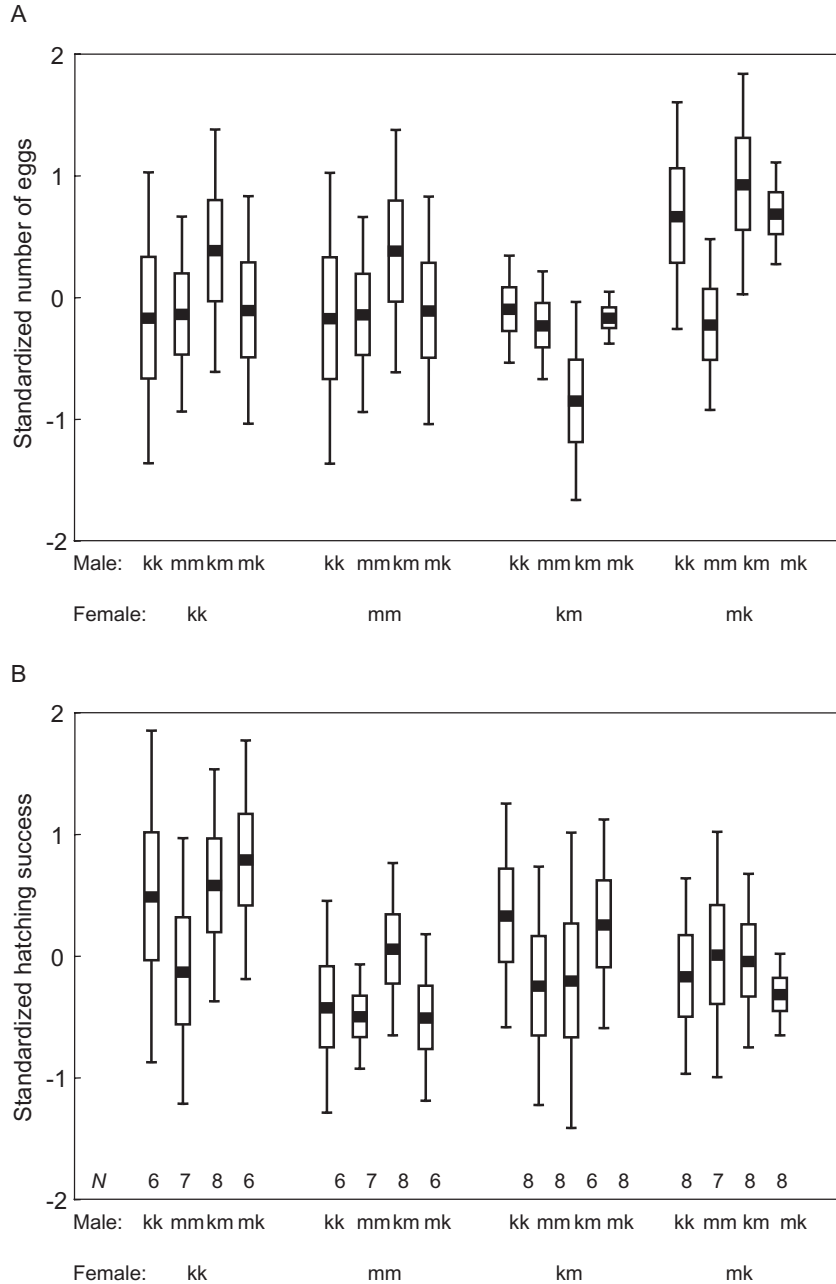 A
Standardized number of eggs
2
1
0
-1
-2
Male: kk mm km mk kk mm km mk kk mm km mk kk mm km mk
Female: kk mm km mk
B
Standardized hatching success
2
1
0
-1
-2
N 6 7 8 6 6 7 8 6 8 8 6 8 8 7 8 8
Male: kk mm km mk kk mm km mk kk mm km mk kk mm km mk
Female: kk mm km mk